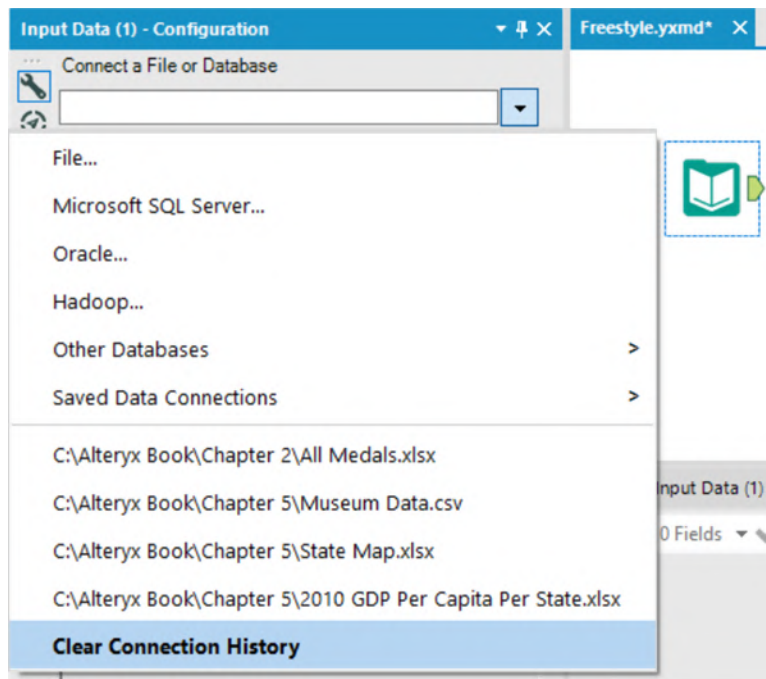 Input Data (1) - Configuration
Freestyle.yxmd*
Connect a File or Database
File...
Microsoft SQL Server...
Oracle...
Hadoop...
Other Databases >
Saved Data Connections >
C:\Alteryx Book\Chapter 2\All Medals.xlsx
C:\Alteryx Book\Chapter 5\Museum Data.csv
C:\Alteryx Book\Chapter 5\State Map.xlsx
C:\Alteryx Book\Chapter 5\2010 GDP Per Capita Per State.xlsx
Clear Connection History
Input Data (1)
0 Fields